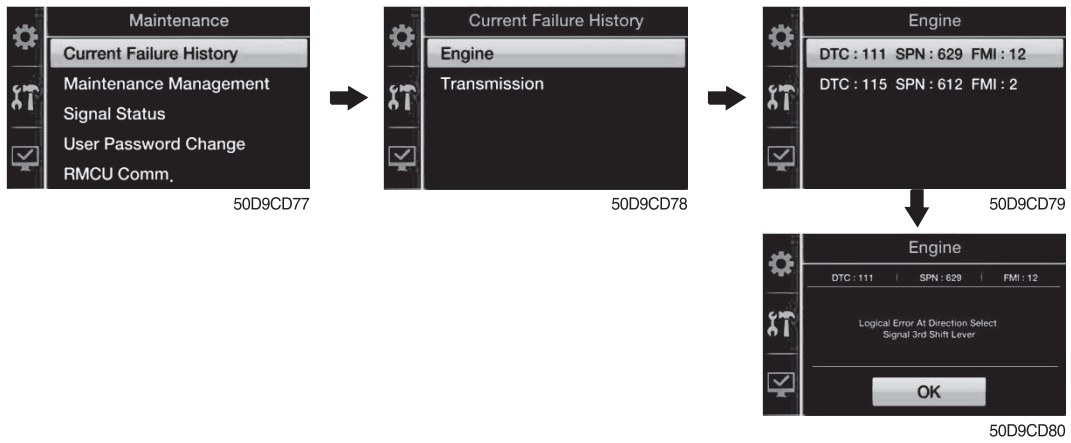 Maintenance
Current Failure History
Maintenance Management
Signal Status
User Password Change
RMCU Comm.
50D9CD77
Current Failure History
Engine
Transmission
50D9CD78
Engine
DTC : 111 SPN : 629 FMI : 12
DTC : 115 SPN : 612 FMI : 2
50D9CD79
Engine
DTC : 111 | SPN : 629 | FMI : 12
Logical Error At Direction Select
Signal 3rd Shift Lever
OK
50D9CD80